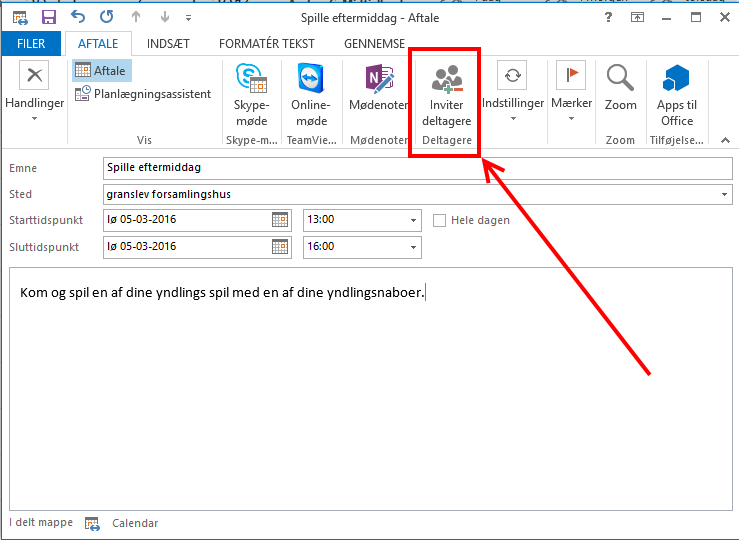 Spille eftermiddag - Aftale
FILER AFTALE INDSÆT FORMATÉR TEKST GENNEMSE
Handlinger
Aftale
Planlægningsassistent
Vis
Skype-
møde
Skype-m...
Online-
møde
TeamVie...
Mødenoter
Mødenoter
Inviter
deltagere
Deltagere
Indstillinger
Mærker
Zoom
Zoom
Apps til
Office
Tilføjelse...
Emne Spille eftermiddag
Sted granslev forsamlingshus
Starttidspunkt lø 05-03-2016 13:00 Hele dagen
Sluttidspunkt lø 05-03-2016 16:00
Kom og spil en af dine yndlings spil med en af dine yndlingsnaboer.
I delt mappe Calendar